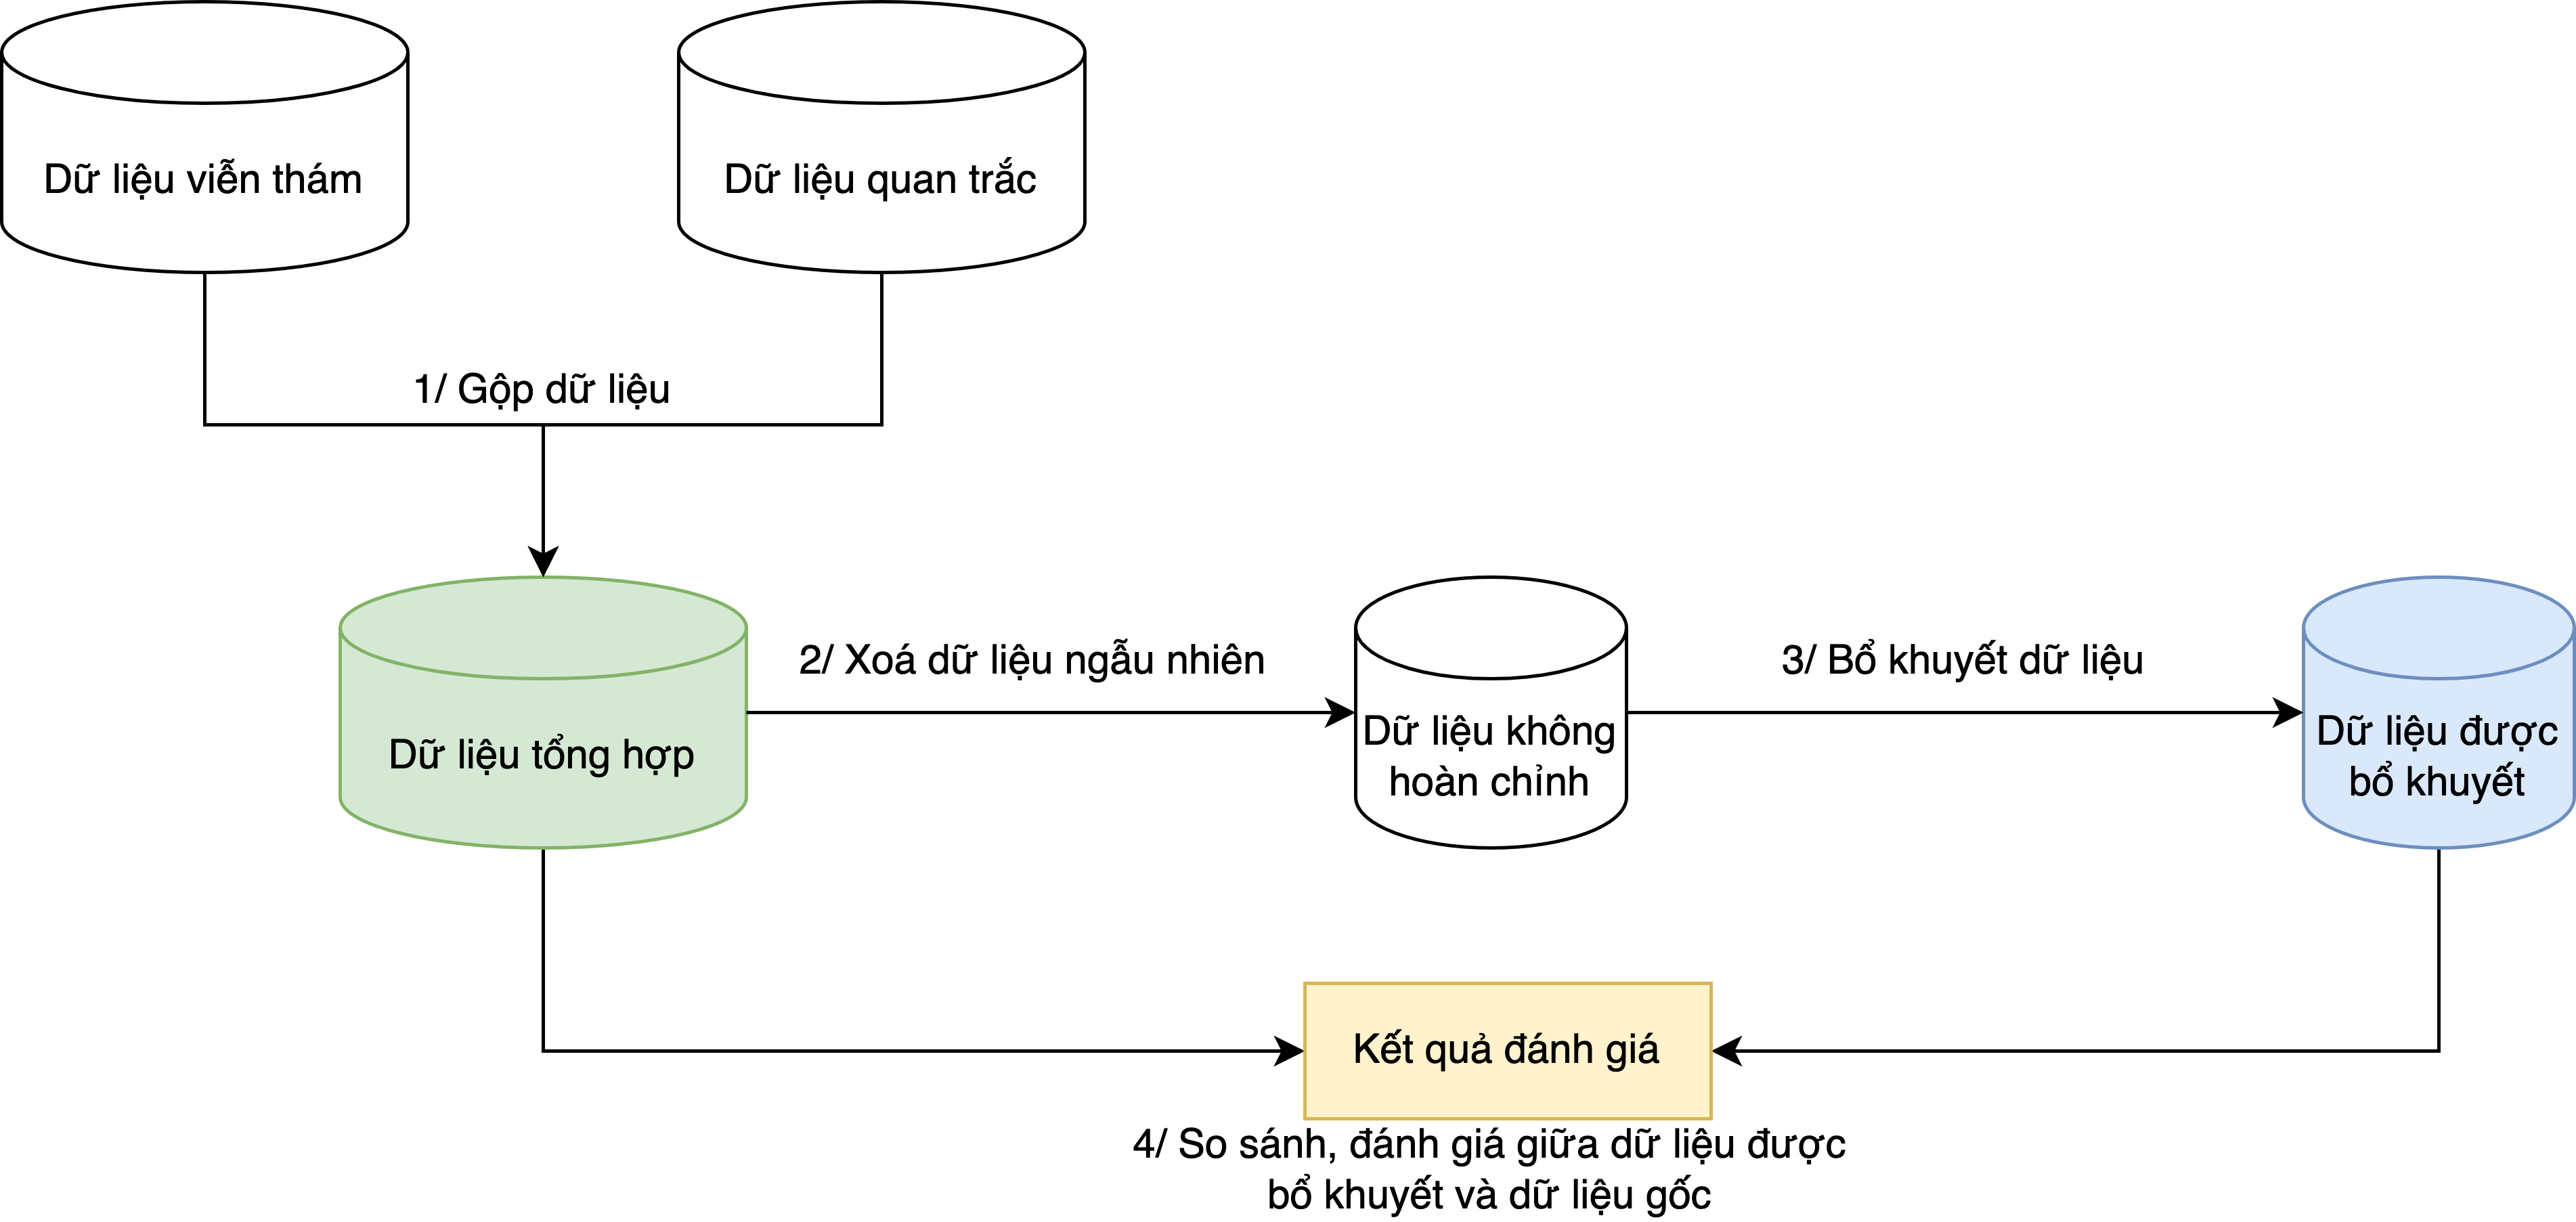 Dữ liệu viễn thám
Dữ liệu quan trắc
1/ Gộp dữ liệu
Dữ liệu tổng hợp
2/ Xoá dữ liệu ngẫu nhiên
Dữ liệu không
hoàn chỉnh
3/ Bổ khuyết dữ liệu
Dữ liệu được
bổ khuyết
Kết quả đánh giá
4/ So sánh, đánh giá giữa dữ liệu được
bổ khuyết và dữ liệu gốc